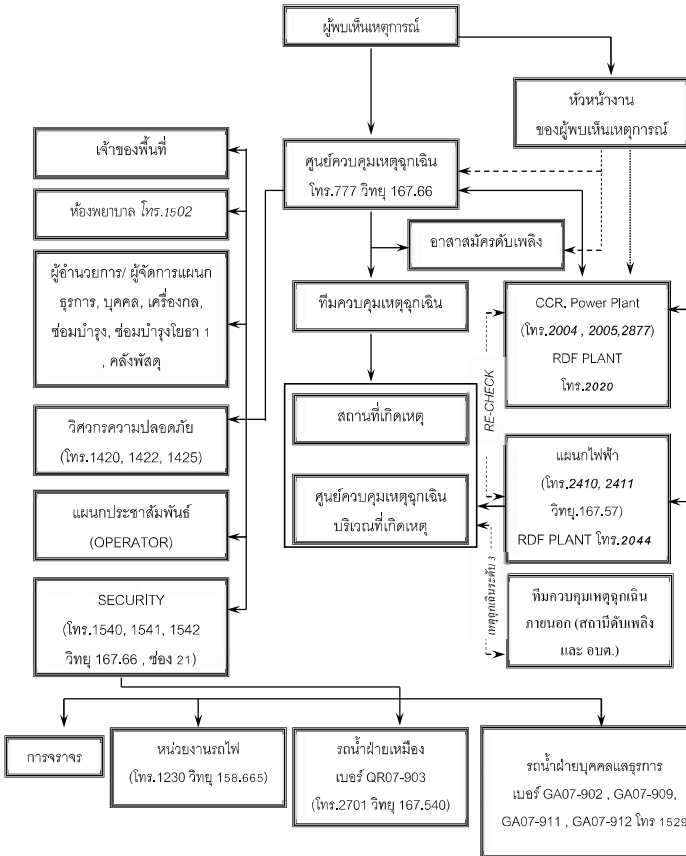 ผู้พบเห็นเหตุการณ์
หัวหน้างาน
ของผู้พบเห็นเหตุการณ์
เจ้าของพื้นที่
ศูนย์ควบคุมเหตุฉุกเฉิน
โทร.777 วิทยุ 167.66
ห้องพยาบาล โทร.1502
อาสาสมัครดับเพลิง
ผู้อำนวยการ/ ผู้จัดการแผนก
ธุรการ, บุคคล, เครื่องกล,
ซ่อมบำรุง, ซ่อมบำรุงโยธา 1
, คลังพัสดุ
ทีมควบคุมเหตุฉุกเฉิน
CCR. Power Plant
(โทร.2004 , 2005,2877)
RDF PLANT
โทร.2020
RE-CHECK
วิศวกรความปลอดภัย
(โทร.1420, 1422, 1425)
สถานที่เกิดเหตุ
ศูนย์ควบคุมเหตุฉุกเฉิน
บริเวณที่เกิดเหตุ
แผนกไฟฟ้า
(โทร.2410, 2411
วิทยุ.167.57)
RDF PLANT โทร.2044
แผนกประชาสัมพันธ์
(OPERATOR)
เหตุฉุกเฉินระดับ 3
ทีมควบคุมเหตุฉุกเฉิน
ภายนอก (สถานีดับเพลิง
และ อบต.)
SECURITY
(โทร.1540, 1541, 1542
วิทยุ 167.66 , ช่อง 21)
การจราจร
หน่วยงานรถไฟ
(โทร.1230 วิทยุ 158.665)
รถน้ำฝ่ายเหมือง
เบอร์ QR07-903
(โทร.2701 วิทยุ 167.540)
รถน้ำฝ่ายบุคคลและธุรการ
เบอร์ GA07-902 , GA07-909,
GA07-911 , GA07-912 โทร 1529